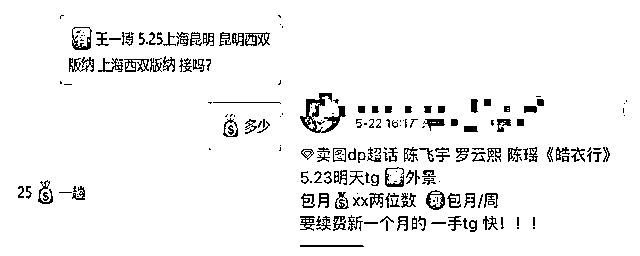 王一博 5.25上海昆明 昆明西双
版纳 上海西双版纳 接吗?
多少
25 一趟
5-22 16:17
卖图dp超话 陈飞宇 罗云熙 陈瑶《皓衣行》
5.23明天tg 外景
包月 xx两位数 包月/周
要续费新一个月的 一手tg 快！！！